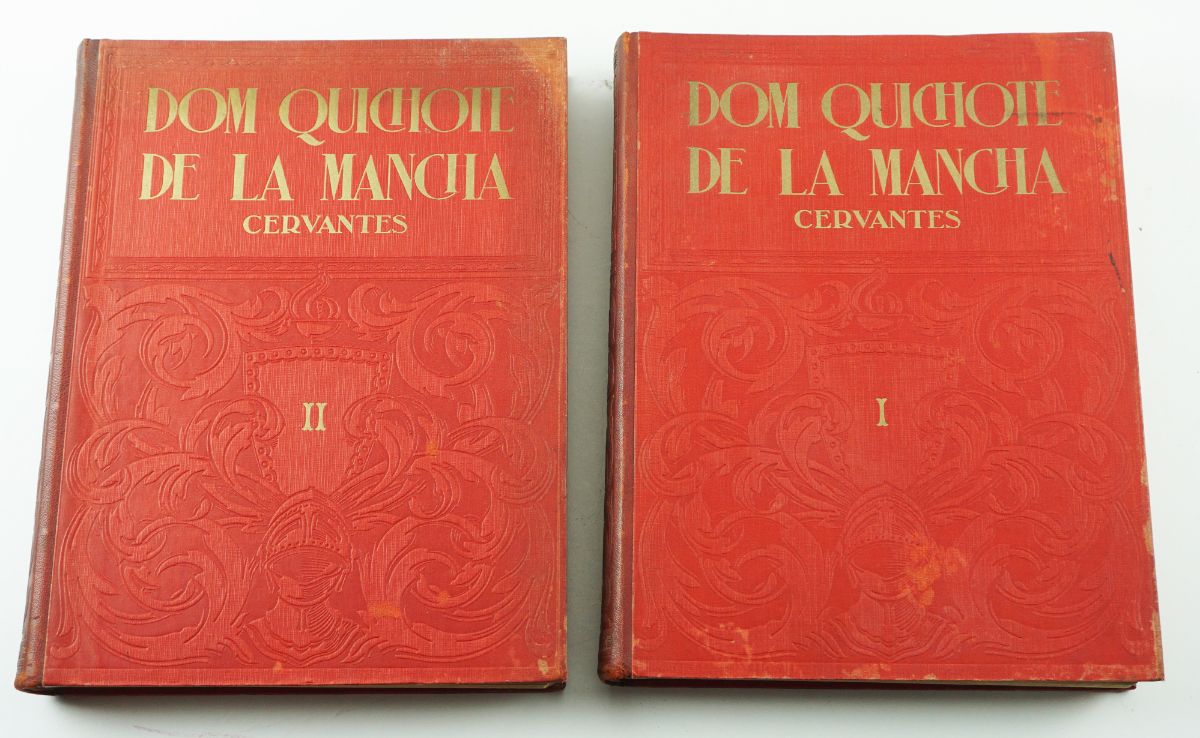 DOM QUICHOTE
DE LA MANCHA
CERVANTES
II
DOM QUICHOTE
DE LA MANCHA
CERVANTES
I